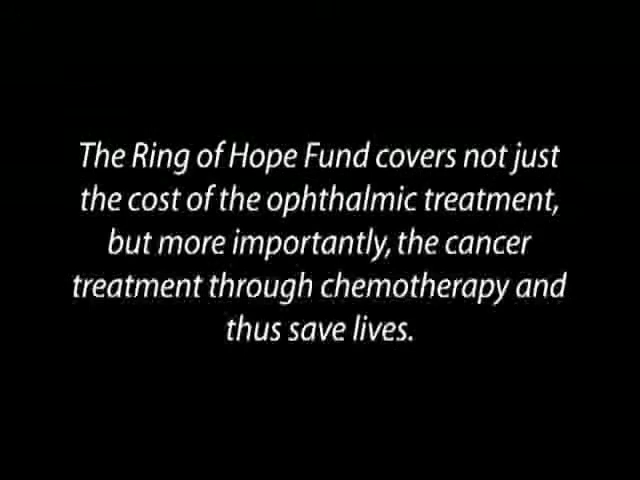 The Ring of Hope Fund covers not just
the cost of the ophthalmic treatment,
but more importantly, the cancer
treatment through chemotherapy and
thus save lives.